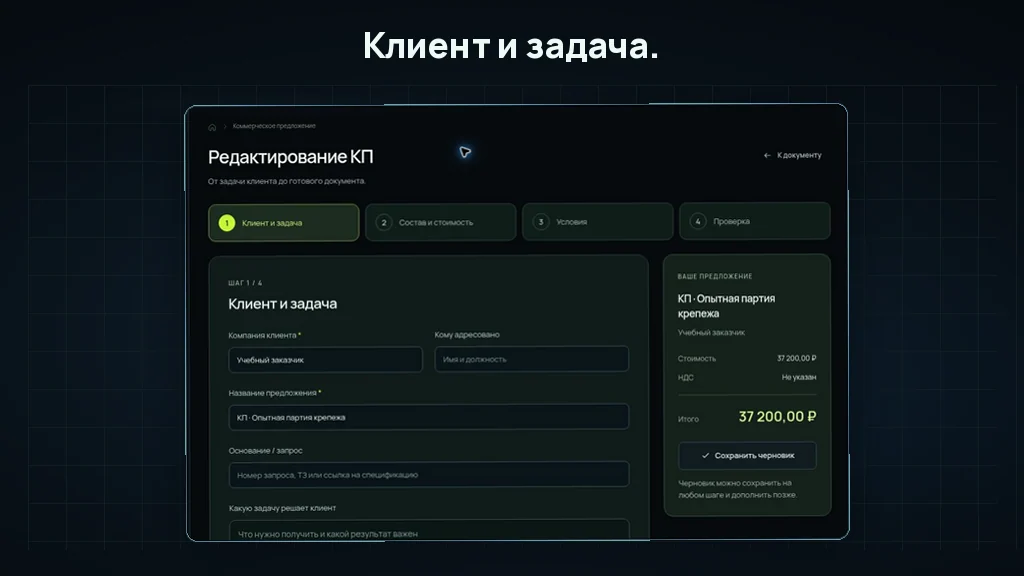 Клиент и задача.
Коммерческое предложение
Редактирование КП
← К документу
От задачи клиента до готового документа.
1 Клиент и задача
2 Состав и стоимость
3 Условия
4 Проверка
ШАГ 1 / 4
Клиент и задача
Компания клиента *
Кому адресовано
Учебный заказчик
Имя и должность
Название предложения *
КП · Опытная партия крепежа
Основание / запрос
Номер запроса, ТЗ или ссылка на спецификацию
Какую задачу решает клиент
Что нужно получить и какой результат важен
ВАШЕ ПРЕДЛОЖЕНИЕ
КП · Опытная партия
крепежа
Учебный заказчик
Стоимость 37 200,00 ₽
НДС Не указан
Итого 37 200,00 ₽
Сохранить черновик
Черновик можно сохранить на
любом шаге и дополнить позже.